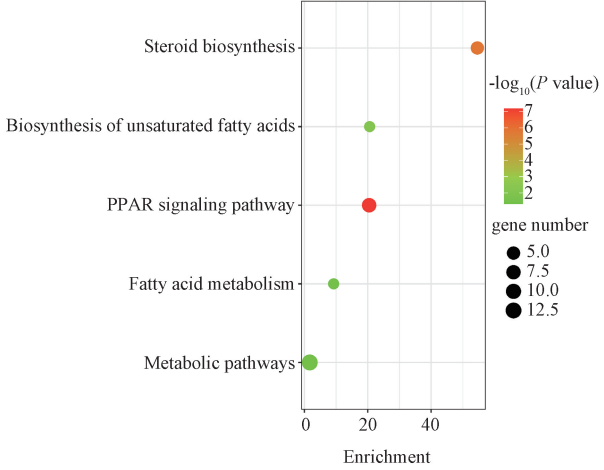 Steroid biosynthesis
Biosynthesis of unsaturated fatty acids
PPAR signaling pathway
Fatty acid metabolism
Metabolic pathways
0 20 40
Enrichment
-log10(P value)
7
6
5
4
3
2
gene number
5.0
7.5
10.0
12.5